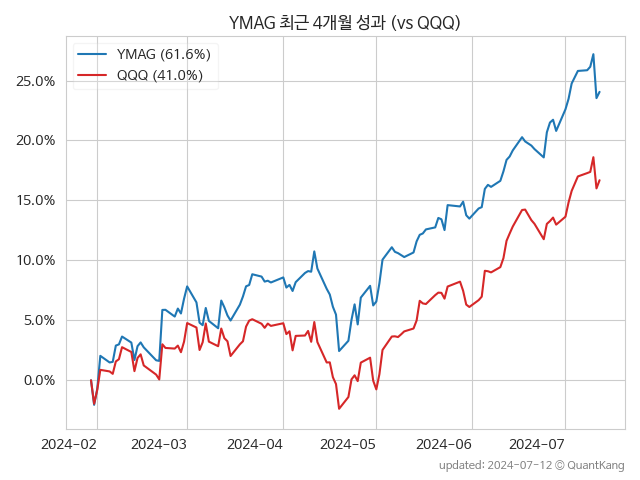 YMAG 최근 4개월 성과 (vs QQQ)
YMAG (61.6%)
QQQ (41.0%)
25.0%
20.0%
15.0%
10.0%
5.0%
0.0%
2024-02 2024-03 2024-04 2024-05 2024-06 2024-07
updated: 2024-07-12 © QuantKang